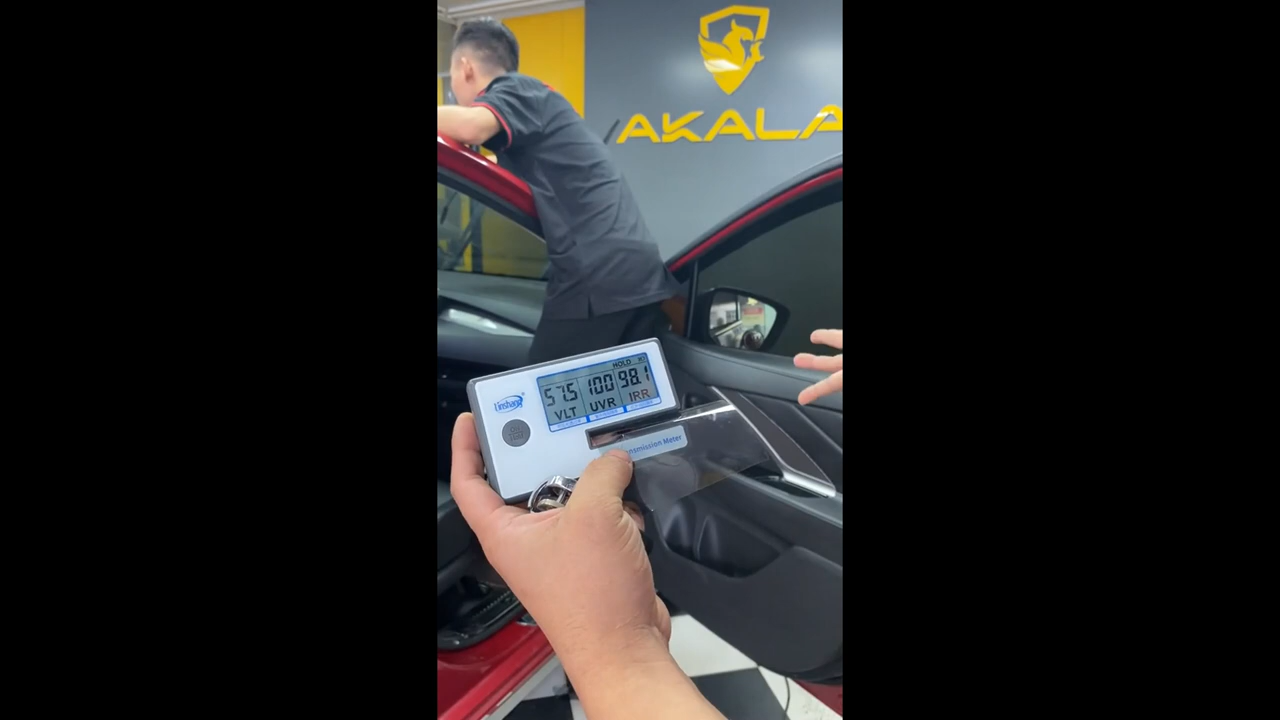 AKALA
HOLD
57.5 100 98.1
VLT UVR IRR
Linshang®
Transmission Meter